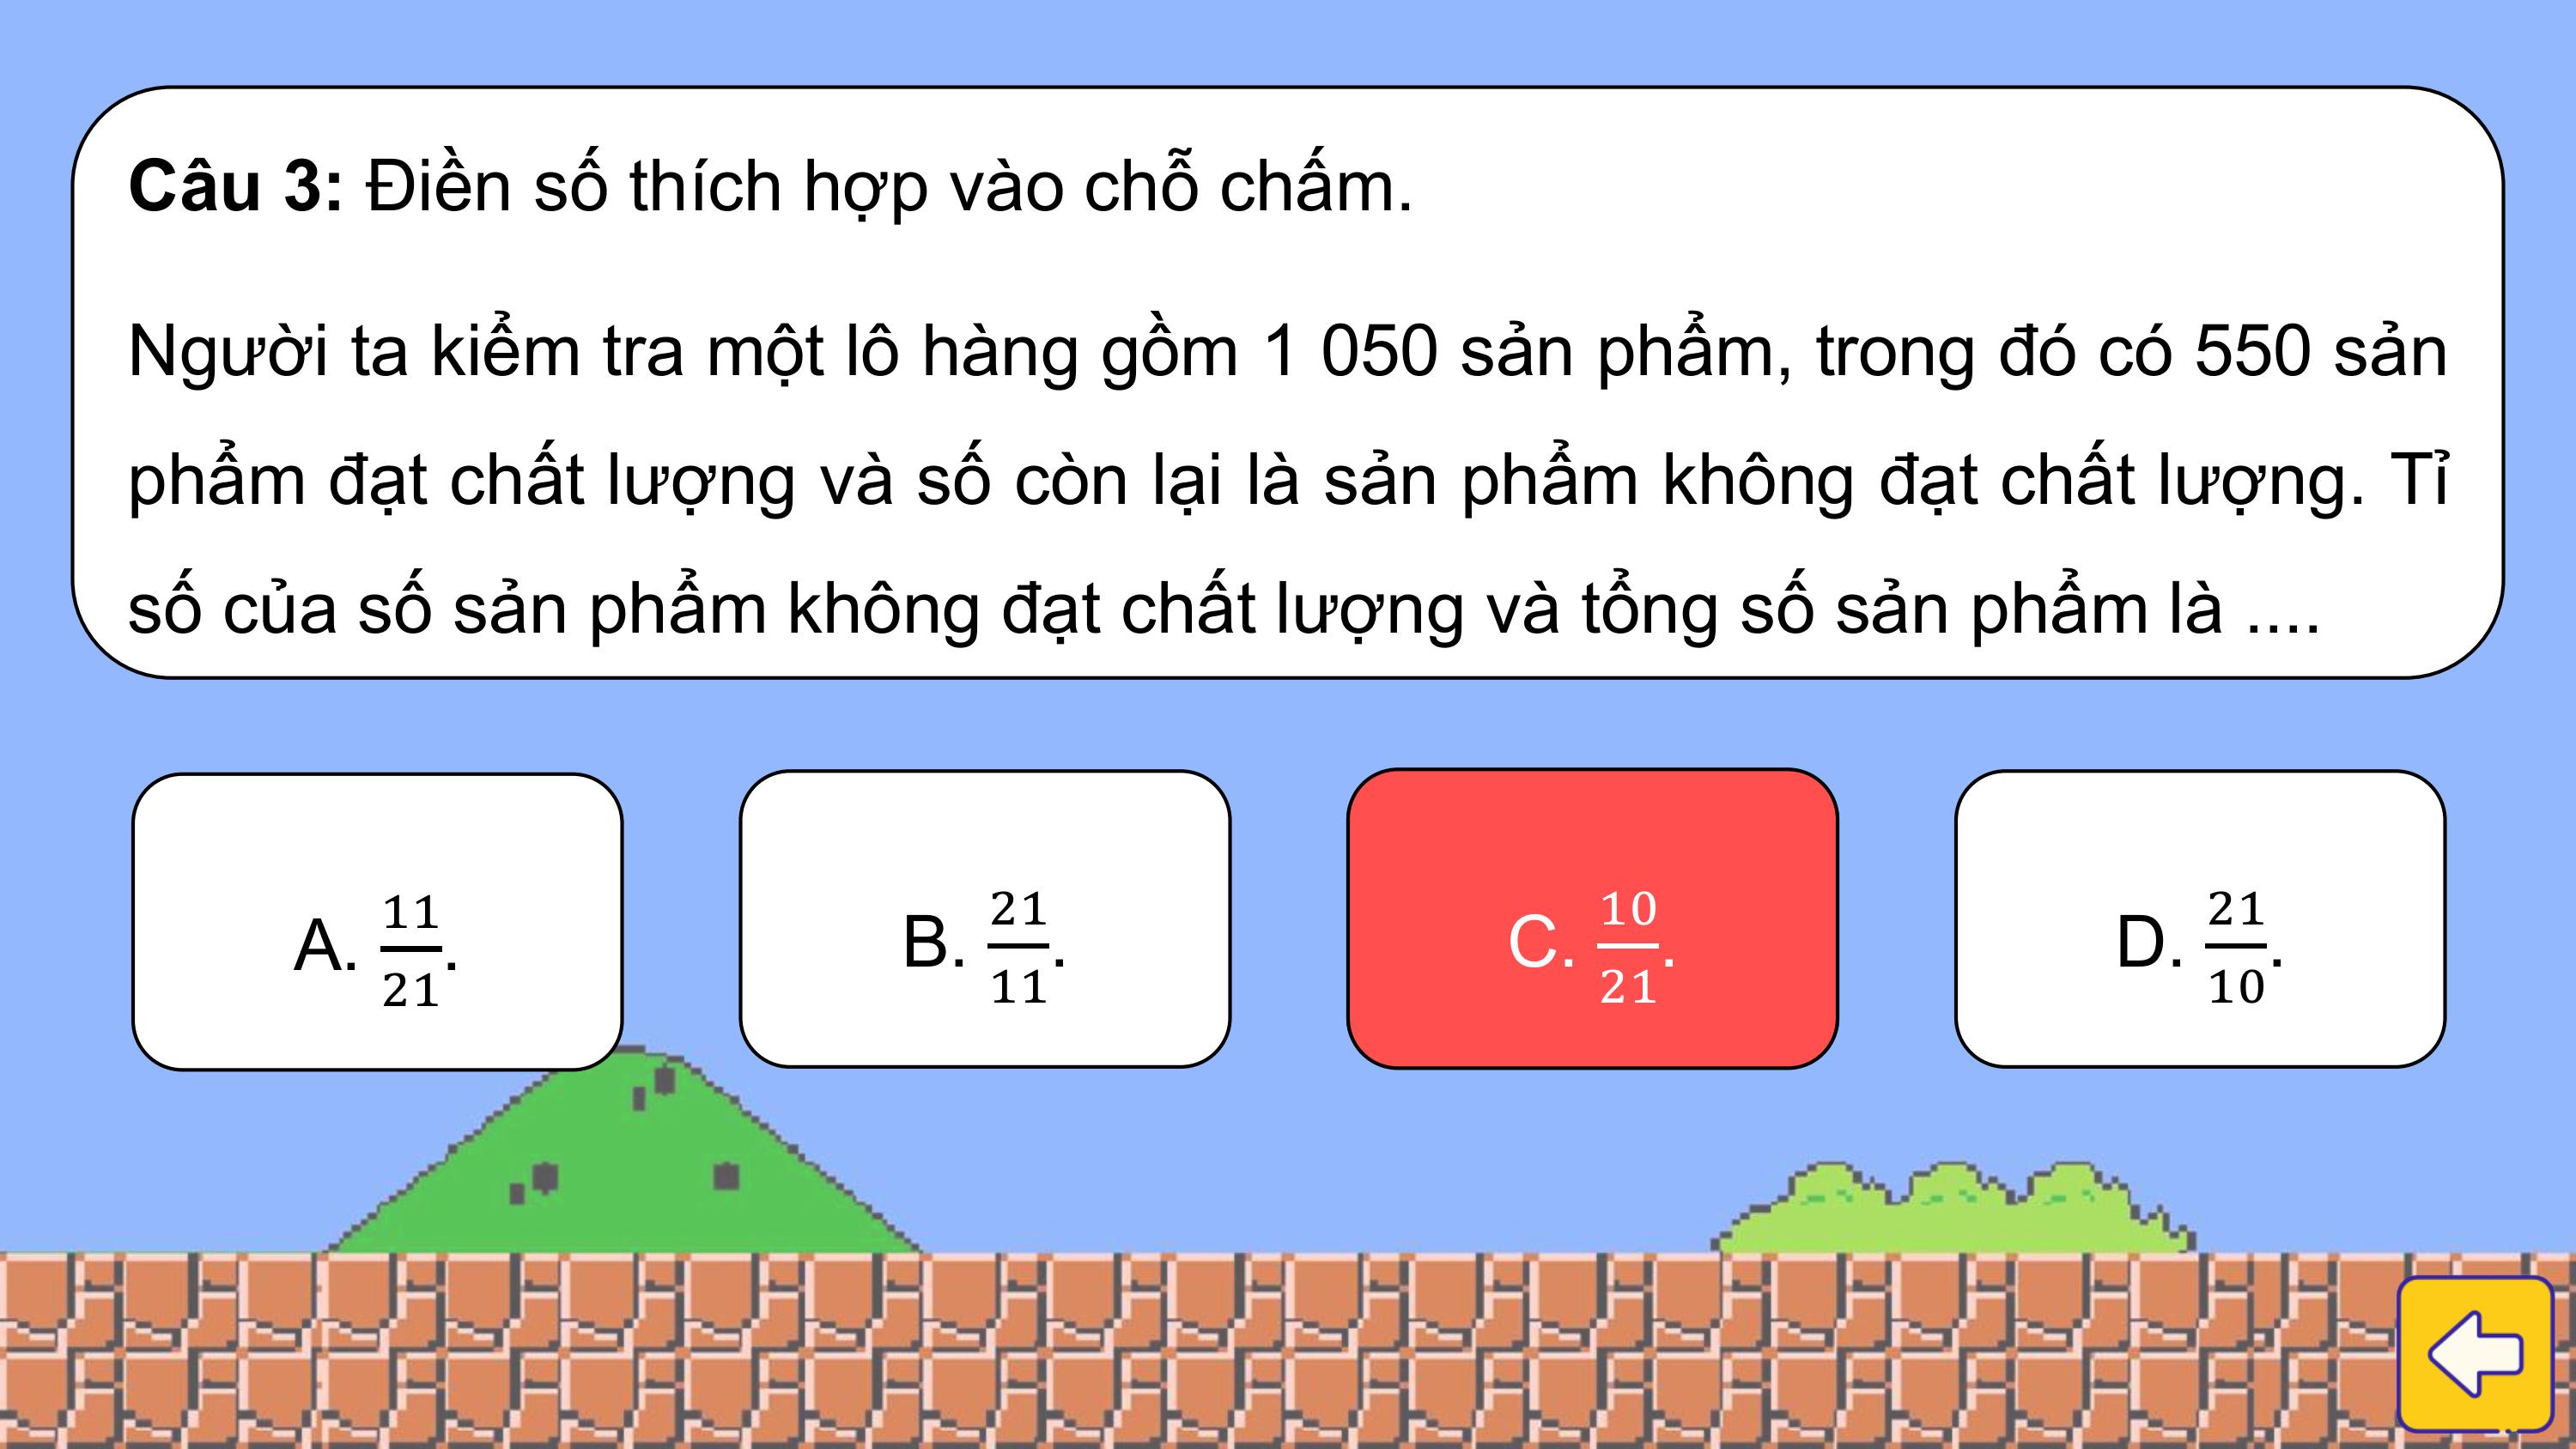 Câu 3: Điền số thích hợp vào chỗ chấm.
Người ta kiểm tra một lô hàng gồm 1 050 sản phẩm, trong đó có 550 sản
phẩm đạt chất lượng và số còn lại là sản phẩm không đạt chất lượng. Tỉ
số của số sản phẩm không đạt chất lượng và tổng số sản phẩm là ....
A. 11/21.
B. 21/11.
C. 10/21.
D. 21/10.